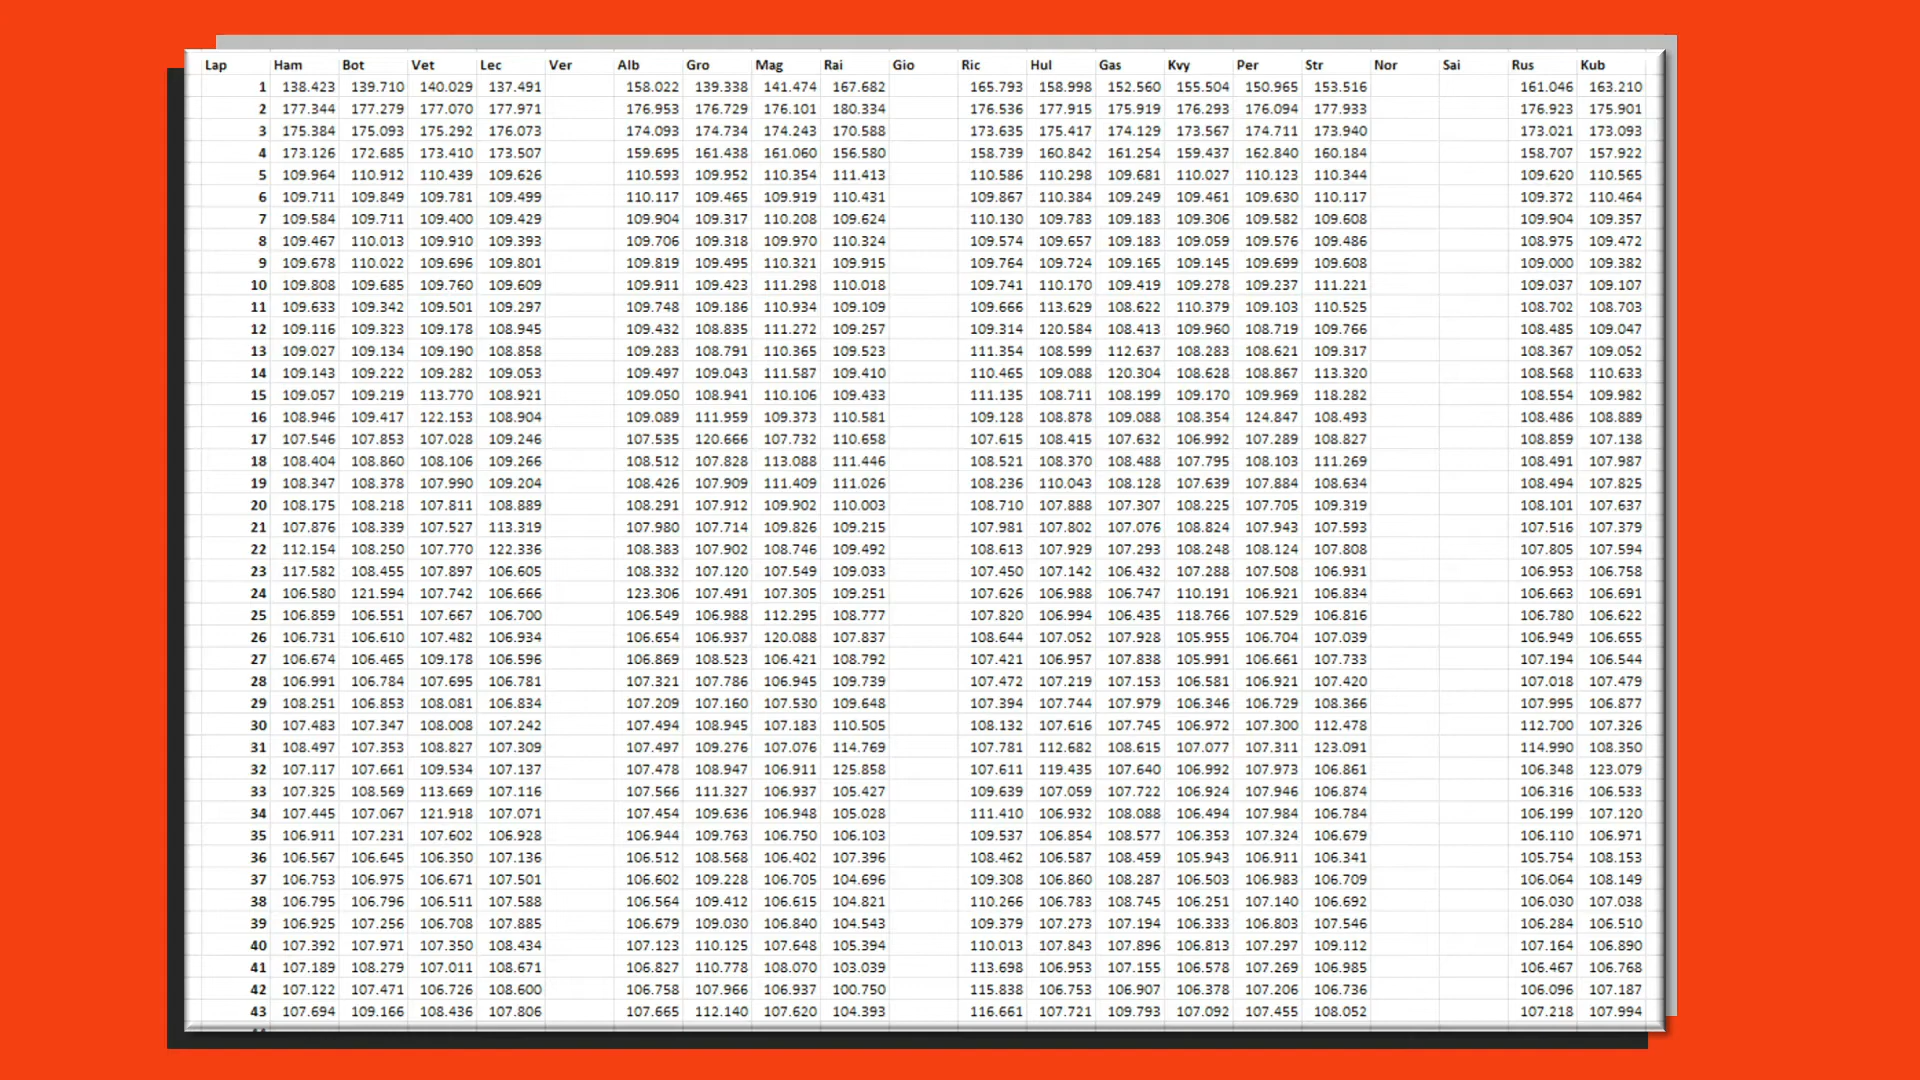 Lap Ham Bot Vet Lec Ver Alb Gro Mag Rai Gio Ric Hul Gas Kvy Per Str Nor Sai Rus Kub
1 138.423 139.710 140.029 137.491 158.022 139.338 141.474 167.682 165.793 158.998 152.560 155.504 150.965 153.516 161.046 163.210
2 177.344 177.279 177.070 177.971 176.953 176.729 176.101 180.334 176.536 177.915 175.919 176.293 176.094 177.933 176.923 175.901
3 175.384 175.093 175.292 176.073 174.093 174.734 174.243 170.588 173.635 175.417 174.129 173.567 174.711 173.940 173.021 173.093
4 173.126 172.685 173.410 173.507 159.695 161.438 161.060 156.580 158.739 160.842 161.254 159.437 162.840 160.184 158.707 157.922
5 109.964 110.912 110.439 109.626 110.593 109.952 110.354 111.413 110.586 110.298 109.681 110.027 110.123 110.344 109.620 110.565
6 109.711 109.849 109.781 109.499 110.117 109.465 109.919 110.431 109.867 110.384 109.249 109.461 109.630 110.117 109.372 110.464
7 109.584 109.711 109.400 109.429 109.904 109.317 110.208 109.624 110.130 109.783 109.183 109.306 109.582 109.608 109.904 109.357
8 109.467 110.013 109.910 109.393 109.706 109.318 109.970 110.324 109.574 109.657 109.183 109.059 109.576 109.486 108.975 109.472
9 109.678 110.022 109.696 109.801 109.819 109.495 110.321 109.915 109.764 109.724 109.165 109.145 109.699 109.608 109.000 109.382
10 109.808 109.685 109.760 109.609 109.911 109.423 111.298 110.018 109.741 110.170 109.419 109.278 109.237 111.221 109.037 109.107
11 109.633 109.342 109.501 109.297 109.748 109.186 110.934 109.109 109.666 113.629 108.622 110.379 109.103 110.525 108.702 108.703
12 109.116 109.323 109.178 108.945 109.432 108.835 111.272 109.257 109.314 120.584 108.413 109.960 108.719 109.766 108.485 109.047
13 109.027 109.134 109.190 108.858 109.283 108.791 110.365 109.523 111.354 108.599 112.637 108.283 108.621 109.317 108.367 109.052
14 109.143 109.222 109.282 109.053 109.497 109.043 111.587 109.410 110.465 109.088 120.304 108.628 108.867 113.320 108.568 110.633
15 109.057 109.219 113.770 108.921 109.050 108.941 110.106 109.433 111.135 108.711 108.199 109.170 109.969 118.282 108.554 109.982
16 108.946 109.417 122.153 108.904 109.089 111.959 109.373 110.581 109.128 108.878 109.088 108.354 124.847 108.493 108.486 108.889
17 107.546 107.853 107.028 109.246 107.535 120.666 107.732 110.658 107.615 108.415 107.632 106.992 107.289 108.827 108.859 107.138
18 108.404 108.860 108.106 109.266 108.512 107.828 113.088 111.446 108.521 108.370 108.488 107.795 108.103 111.269 108.491 107.987
19 108.347 108.378 107.990 109.204 108.426 107.909 111.409 111.026 108.236 110.043 108.128 107.639 107.884 108.634 108.494 107.825
20 108.175 108.218 107.811 108.889 108.291 107.912 109.902 110.003 108.710 107.888 107.307 108.225 107.705 109.319 108.101 107.637
21 107.876 108.339 107.527 113.319 107.980 107.714 109.826 109.215 107.981 107.802 107.076 108.824 107.943 107.593 107.516 107.379
22 112.154 108.250 107.770 122.336 108.383 107.902 108.746 109.492 108.613 107.929 107.293 108.248 108.124 107.808 107.805 107.594
23 117.582 108.455 107.897 106.605 108.332 107.120 107.549 109.033 107.450 107.142 106.432 107.288 107.508 106.931 106.953 106.758
24 106.580 121.594 107.742 106.666 123.306 107.491 107.305 109.251 107.626 106.988 106.747 110.191 106.921 106.834 106.663 106.691
25 106.859 106.551 107.667 106.700 106.549 106.988 112.295 108.777 107.820 106.994 106.435 118.766 107.529 106.816 106.780 106.622
26 106.731 106.610 107.482 106.934 106.654 106.937 120.088 107.837 108.644 107.052 107.928 105.955 106.704 107.039 106.949 106.655
27 106.674 106.465 109.178 106.596 106.869 108.523 106.421 108.792 107.421 106.957 107.838 105.991 106.661 107.733 107.194 106.544
28 106.991 106.784 107.695 106.781 107.321 107.786 106.945 109.739 107.472 107.219 107.153 106.581 106.921 107.420 107.018 107.479
29 108.251 106.853 108.081 106.834 107.209 107.160 107.530 109.648 107.394 107.744 107.979 106.346 106.729 108.366 107.995 106.877
30 107.483 107.347 108.008 107.242 107.494 108.945 107.183 110.505 108.132 107.616 107.745 106.972 107.300 112.478 112.700 107.326
31 108.497 107.353 108.827 107.309 107.497 109.276 107.076 114.769 107.781 112.682 108.615 107.077 107.311 123.091 114.990 108.350
32 107.117 107.661 109.534 107.137 107.478 108.947 106.911 125.858 107.611 119.435 107.640 106.992 107.973 106.861 106.348 123.079
33 107.325 108.569 113.669 107.116 107.566 111.327 106.937 105.427 109.639 107.059 107.722 106.924 107.946 106.874 106.316 106.533
34 107.445 107.067 121.918 107.071 107.454 109.636 106.948 105.028 111.410 106.932 108.088 106.494 107.984 106.784 106.199 107.120
35 106.911 107.231 107.602 106.928 106.944 109.763 106.750 106.103 109.537 106.854 108.577 106.353 107.324 106.679 106.110 106.971
36 106.567 106.645 106.350 107.136 106.512 108.568 106.402 107.396 108.462 106.587 108.459 105.943 106.911 106.341 105.754 108.153
37 106.753 106.975 106.671 107.501 106.602 109.228 106.705 104.696 109.308 106.860 108.287 106.503 106.983 106.709 106.064 108.149
38 106.795 106.796 106.511 107.588 106.564 109.412 106.615 104.821 110.266 106.783 108.745 106.251 107.140 106.692 106.030 107.038
39 106.925 107.256 106.708 107.885 106.679 109.030 106.840 104.543 109.379 107.273 107.194 106.333 106.803 107.546 106.284 106.510
40 107.392 107.971 107.350 108.434 107.123 110.125 107.648 105.394 110.013 107.843 107.896 106.813 107.297 109.112 107.164 106.890
41 107.189 108.279 107.011 108.671 106.827 110.778 108.070 103.039 113.698 106.953 107.155 106.578 107.269 106.985 106.467 106.768
42 107.122 107.471 106.726 108.600 106.758 107.966 106.937 100.750 115.838 106.753 106.907 106.378 107.206 106.736 106.096 107.187
43 107.694 109.166 108.436 107.806 107.665 112.140 107.620 104.393 116.661 107.721 109.793 107.092 107.455 108.052 107.218 107.994